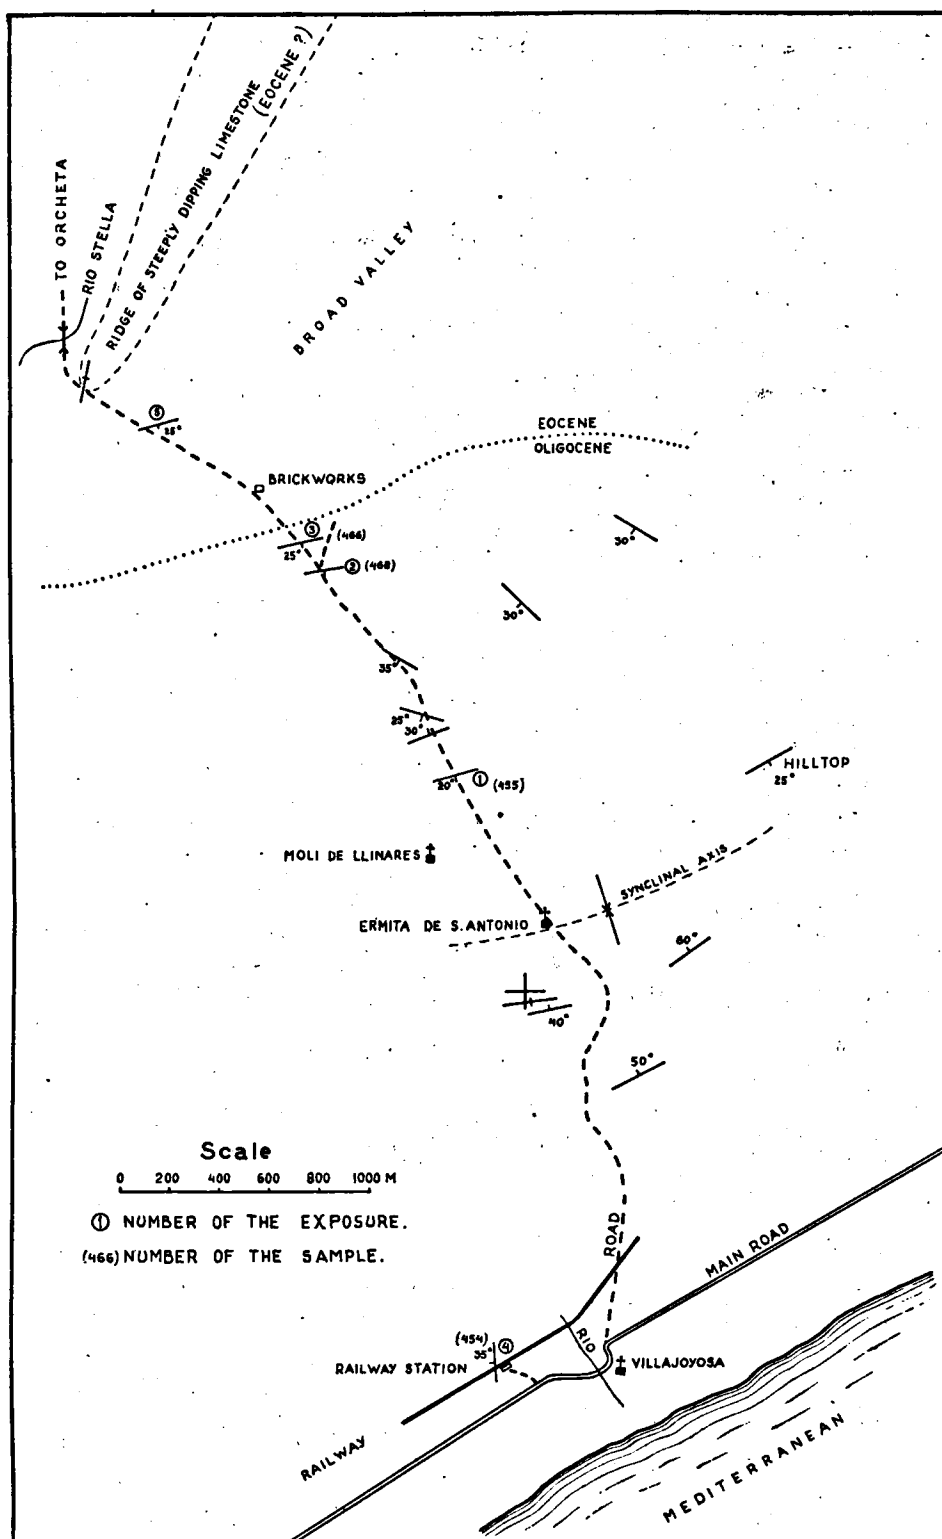 TO ORCHETA
RIO STELLA
RIDGE OF STEEPLY DIPPING LIMESTONE
(EOCENE ?)
BROAD VALLEY
⑤
25°
EOCENE
OLIGOCENE
BRICKWORKS
③
(466)
25°
② (468)
30°
30°
35°
25°
30°
20°
① (455)
HILLTOP
25°
MOLI DE LLINARES
SYNCLINAL AXIS
ERMITA DE S. ANTONIO
60°
40°
50°
Scale
0 200 400 600 800 1000 M
① NUMBER OF THE EXPOSURE.
(466) NUMBER OF THE SAMPLE.
ROAD
MAIN ROAD
(454) ④
35°
RAILWAY STATION
RIO
VILLAJOYOSA
RAILWAY
MEDITERRANEAN